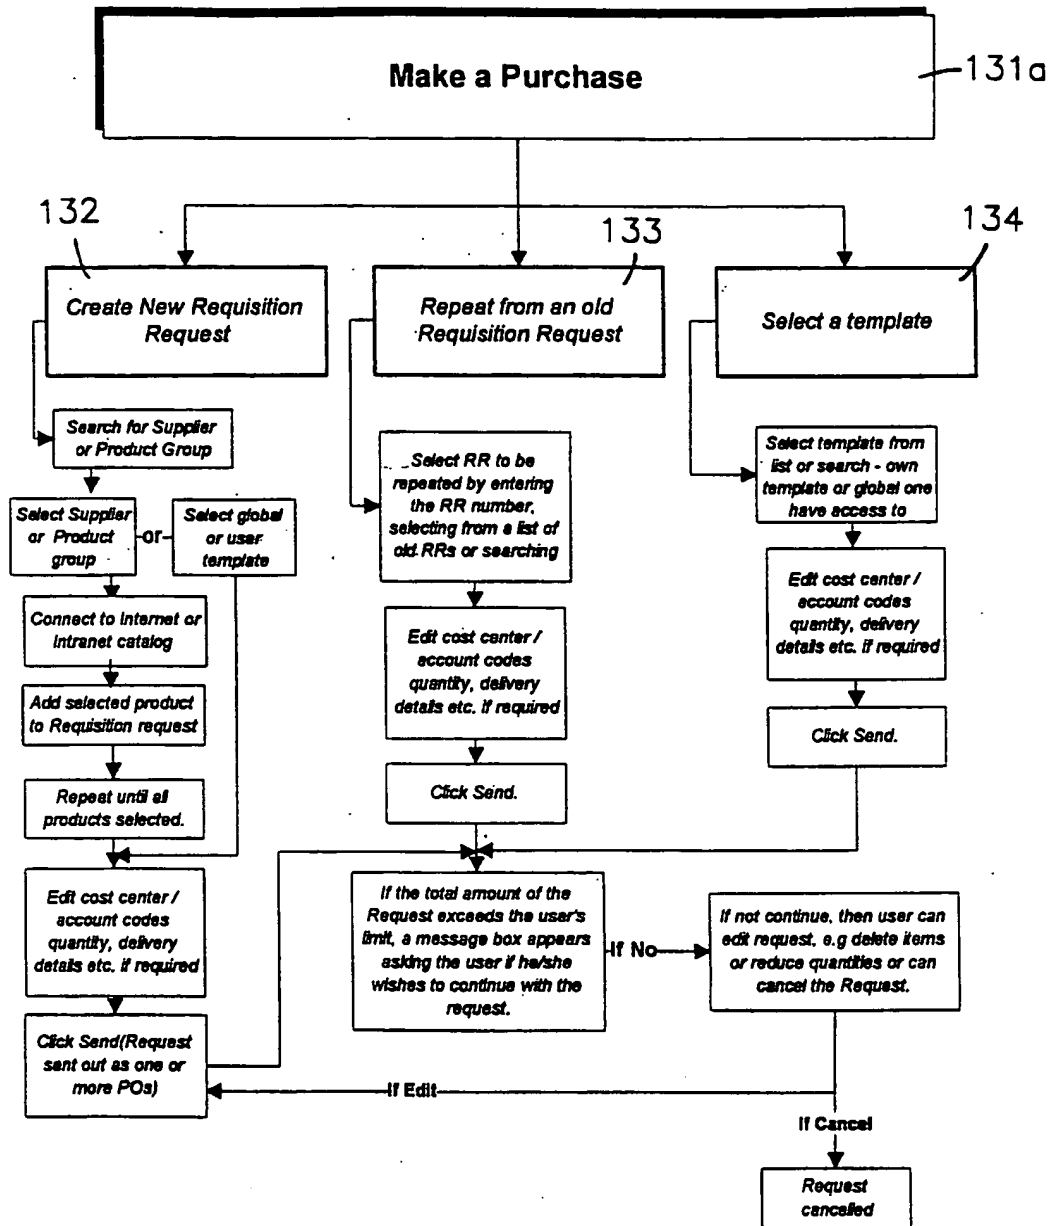 Make a Purchase
131a
132
133
134
Create New Requisition
Request
Repeat from an old
Requisition Request
Select a template
Search for Supplier
or Product Group
Select Supplier
or Product
group
or
Select global
or user
template
Connect to Internet or
Intranet catalog
Add selected product
to Requisition request
Repeat until all
products selected.
Edit cost center /
account codes
quantity, delivery
details etc. if required
Click Send(Request
sent out as one or
more POs)
Select RR to be
repeated by entering
the RR number,
selecting from a list of
old RRs or searching
Edit cost center /
account codes
quantity, delivery
details etc. if required
Click Send.
Select template from
list or search - own
template or global one
have access to
Edit cost center /
account codes
quantity, delivery
details etc. if required
Click Send.
If the total amount of the
Request exceeds the user's
limit, a message box appears
asking the user if he/she
wishes to continue with the
request.
If No
If not continue, then user can
edit request, e.g delete items
or reduce quantities or can
cancel the Request.
If Edit
If Cancel
Request
cancelled